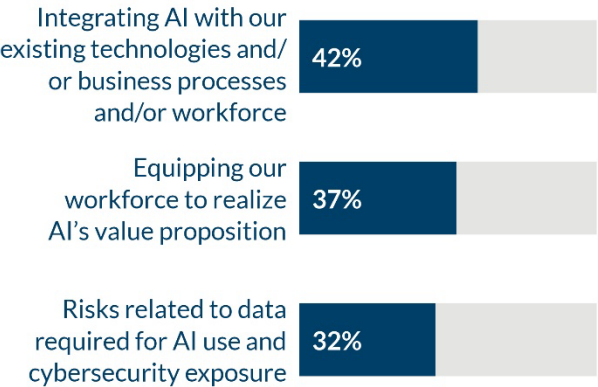 Integrating AI with our
existing technologies and/
or business processes
and/or workforce
42%
Equipping our
workforce to realize
AI’s value proposition
37%
Risks related to data
required for AI use and
cybersecurity exposure
32%